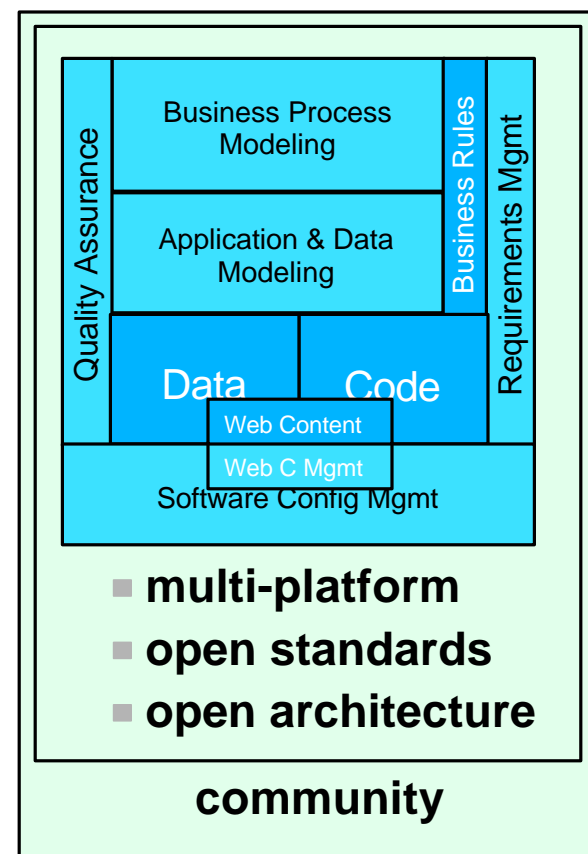 Quality Assurance
Business Process
Modeling
Business Rules
Requirements Mgmt
Application & Data
Modeling
Data
Code
Web Content
Web C Mgmt
Software Config Mgmt
multi-platform
open standards
open architecture
community